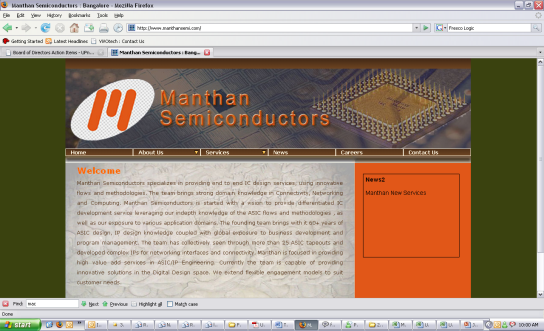 Manthan Semiconductors : Bangalore - Mozilla Firefox
File Edit View History Bookmarks Tools Help
http://www.manthansemi.com/
Fresco Logic
Getting Started Latest Headlines YMOtech : Contact Us
Board of Directors Action Items - UPn... Manthan Semiconductors : Bang...
Manthan
Semiconductors
Home About Us Services News Careers Contact Us
Welcome
Manthan Semiconductors specializes in providing end to end IC design services, using innovative
flows and methodologies. The team brings strong domain knowledge in Connectivity, Networking
and Computing. Manthan Semiconductors is started with a vision to provide differentiated IC
development service leveraging our indepth knowledge of the ASIC flows and methodologies , as
well as our exposure to various application domains. The founding team brings with it 60+ years of
ASIC design, IP design knowledge coupled with global exposure to business development and
program management. The team has collectively seen through more than 25 ASIC tapeouts and
developed complex IPs for networking interfaces and connectivity. Manthan is focused in providing
high value add services in ASIC/IP Engineering. Currently the team is capable of providing
innovative solutions in the Digital Design space. We extend flexible engagement models to suit
customer needs.
News2
Manthan New Services
Find: mac Next Previous Highlight all Match case
Done
start
10:00 AM